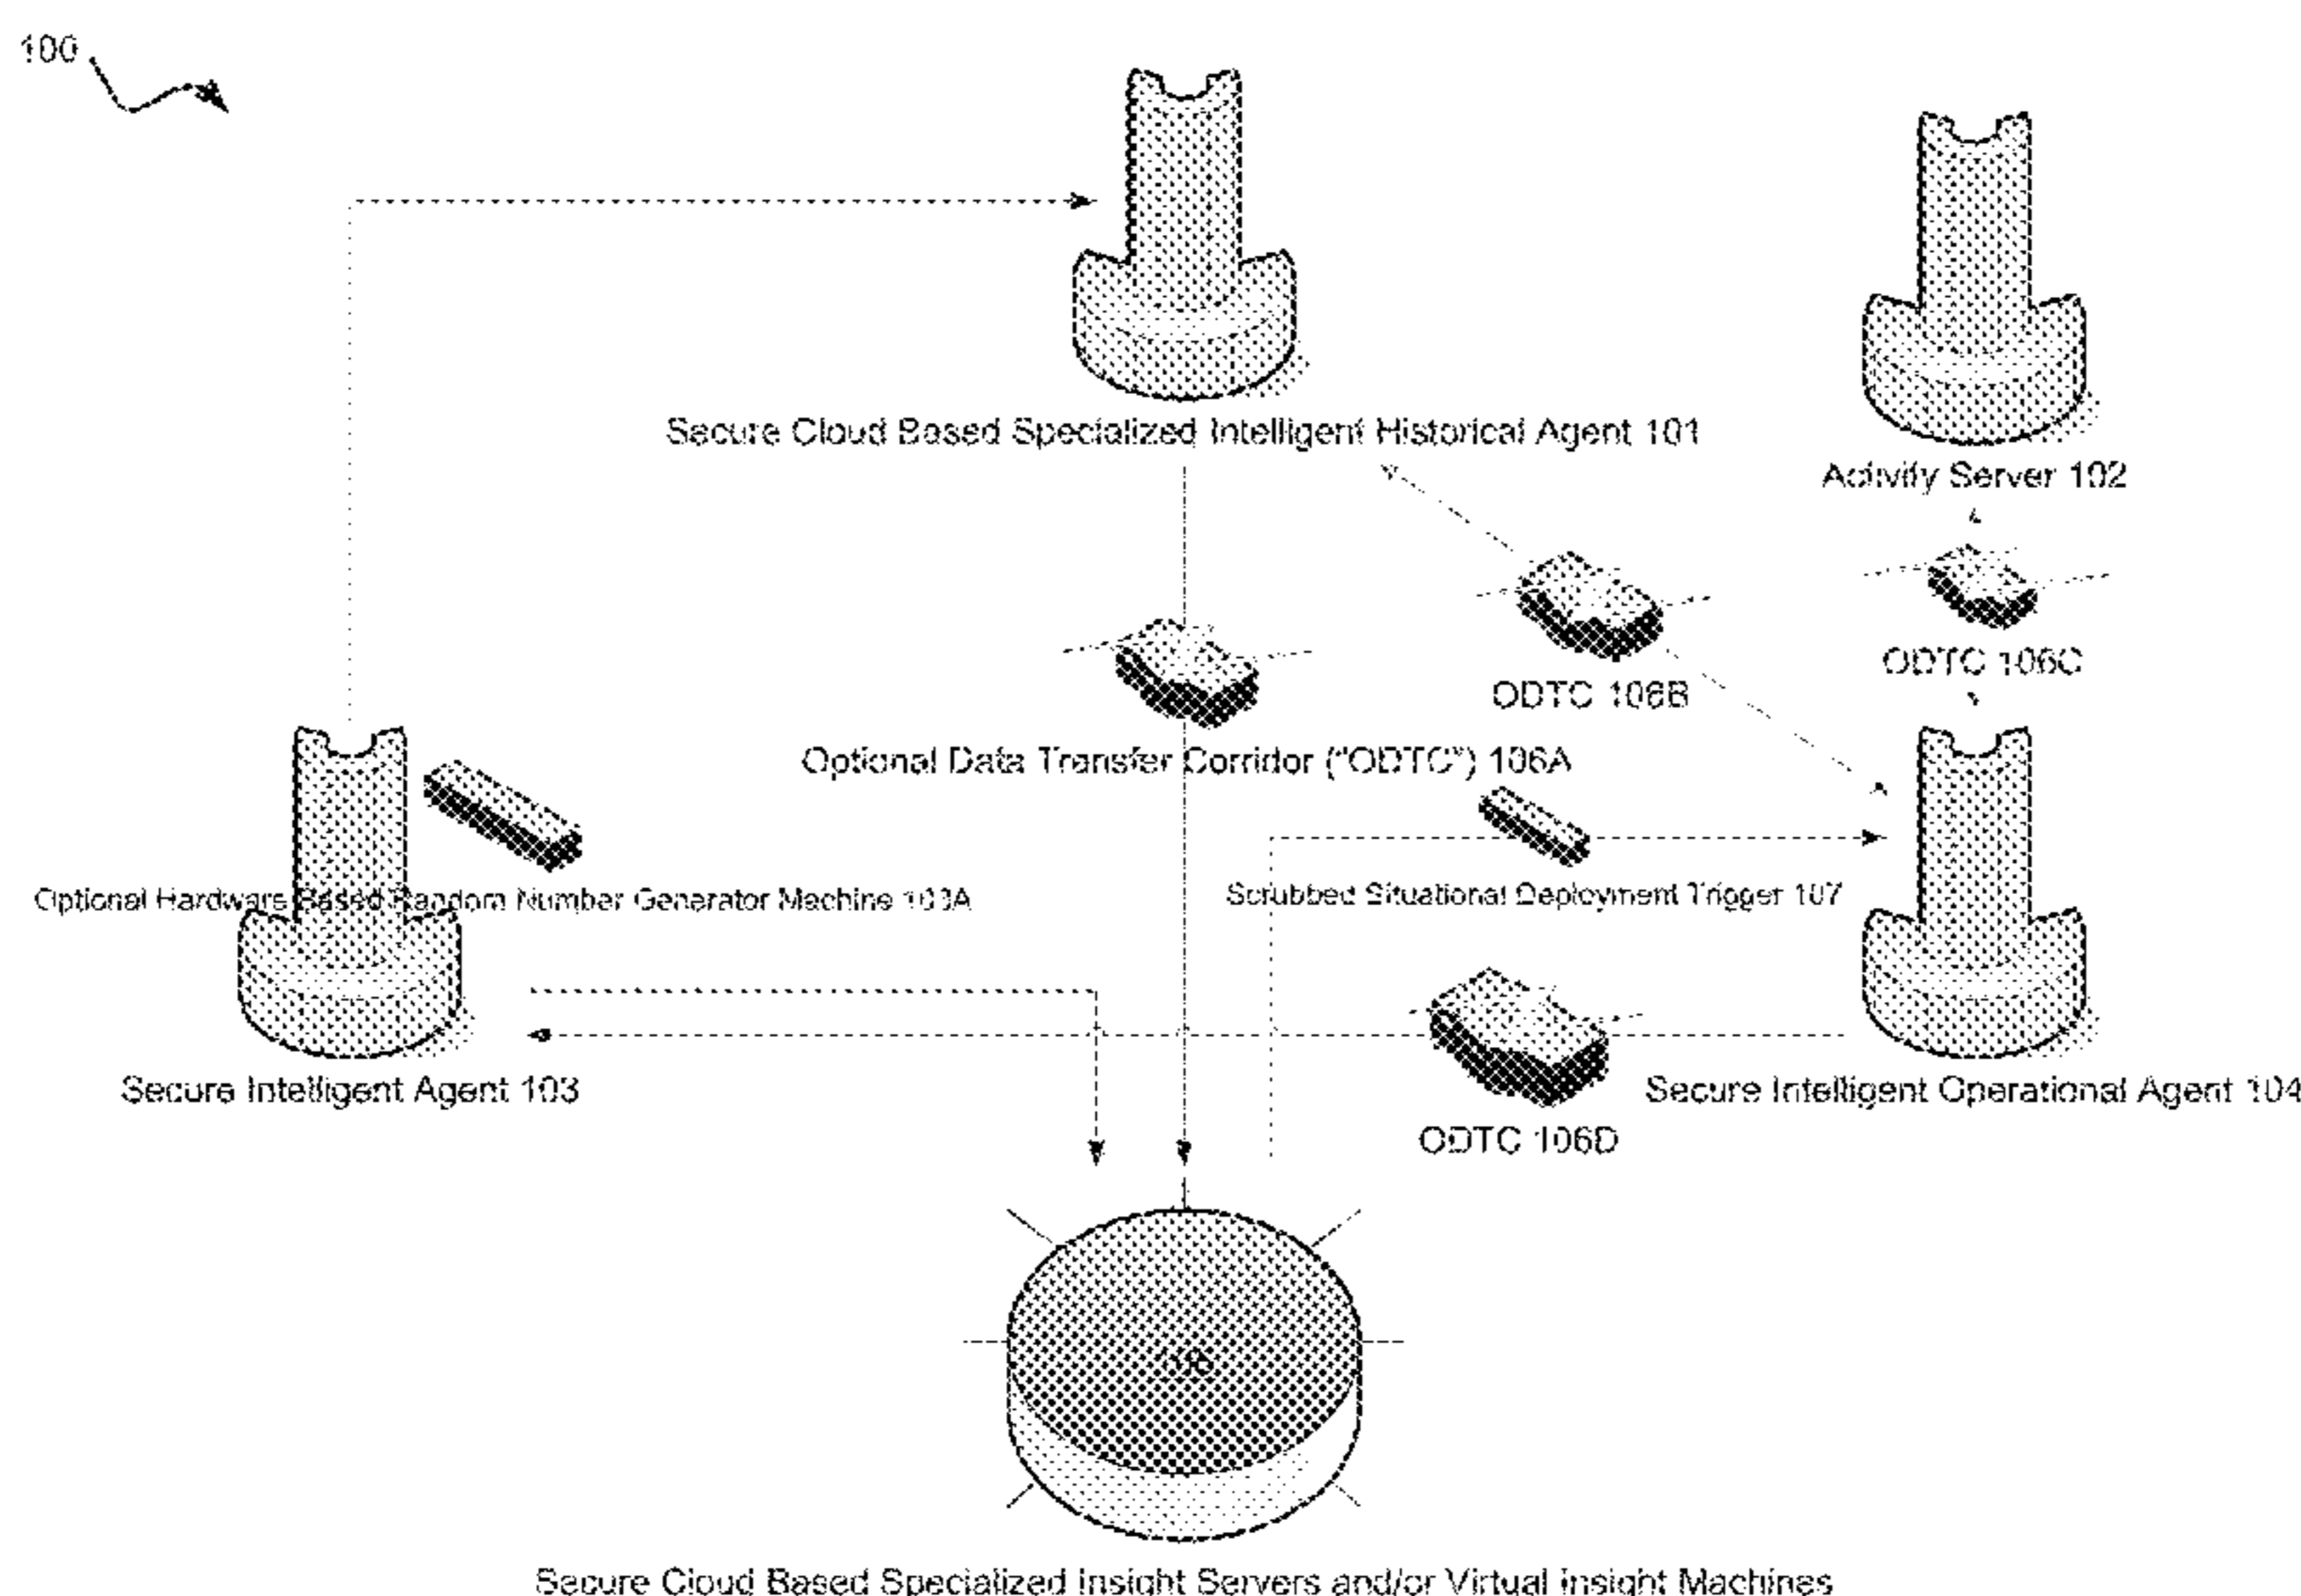 100
Secure Cloud Based Specialized Intelligent Historical Agent 101
Activity Server 102
ODTC 106C
ODTC 106B
Optional Data Transfer Corridor ("ODTC") 106A
Optional Hardware Based Random Number Generator Machine 103A
Scrubbed Situational Deployment Trigger 107
Secure Intelligent Agent 103
Secure Intelligent Operational Agent 104
ODTC 106D
Secure Cloud Based Specialized Insight Servers and/or Virtual Insight Machines